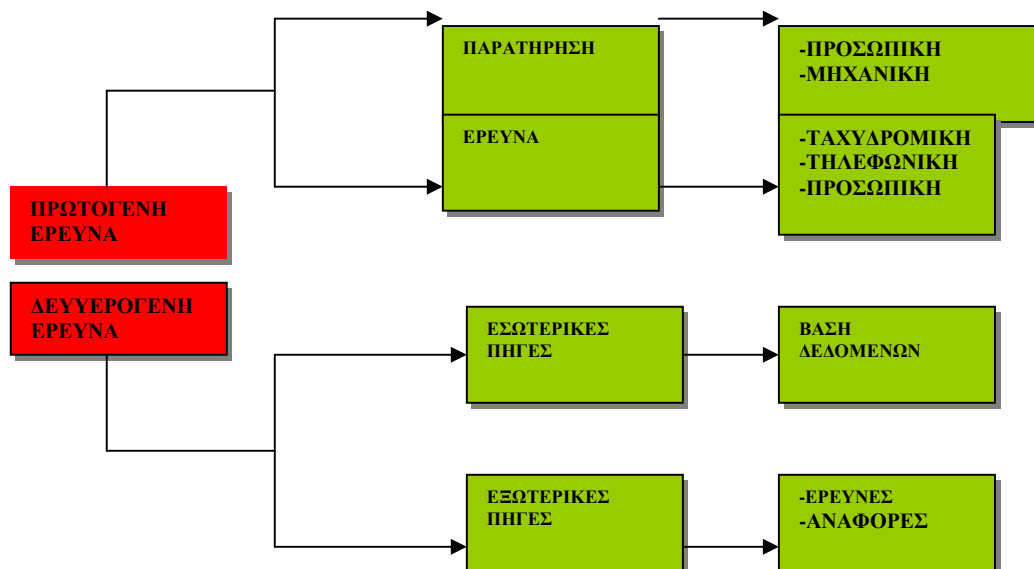 ΠΑΡΑΤΗΡΗΣΗ
-ΠΡΟΣΩΠΙΚΗ
-ΜΗΧΑΝΙΚΗ
ΕΡΕΥΝΑ
-ΤΑΧΥΔΡΟΜΙΚΗ
-ΤΗΛΕΦΩΝΙΚΗ
-ΠΡΟΣΩΠΙΚΗ
ΠΡΩΤΟΓΕΝΗ
ΕΡΕΥΝΑ
ΔΕΥΥΕΡΟΓΕΝΗ
ΕΡΕΥΝΑ
ΕΣΩΤΕΡΙΚΕΣ
ΠΗΓΕΣ
ΒΑΣΗ
ΔΕΔΟΜΕΝΩΝ
ΕΞΩΤΕΡΙΚΕΣ
ΠΗΓΕΣ
-ΕΡΕΥΝΕΣ
-ΑΝΑΦΟΡΕΣ